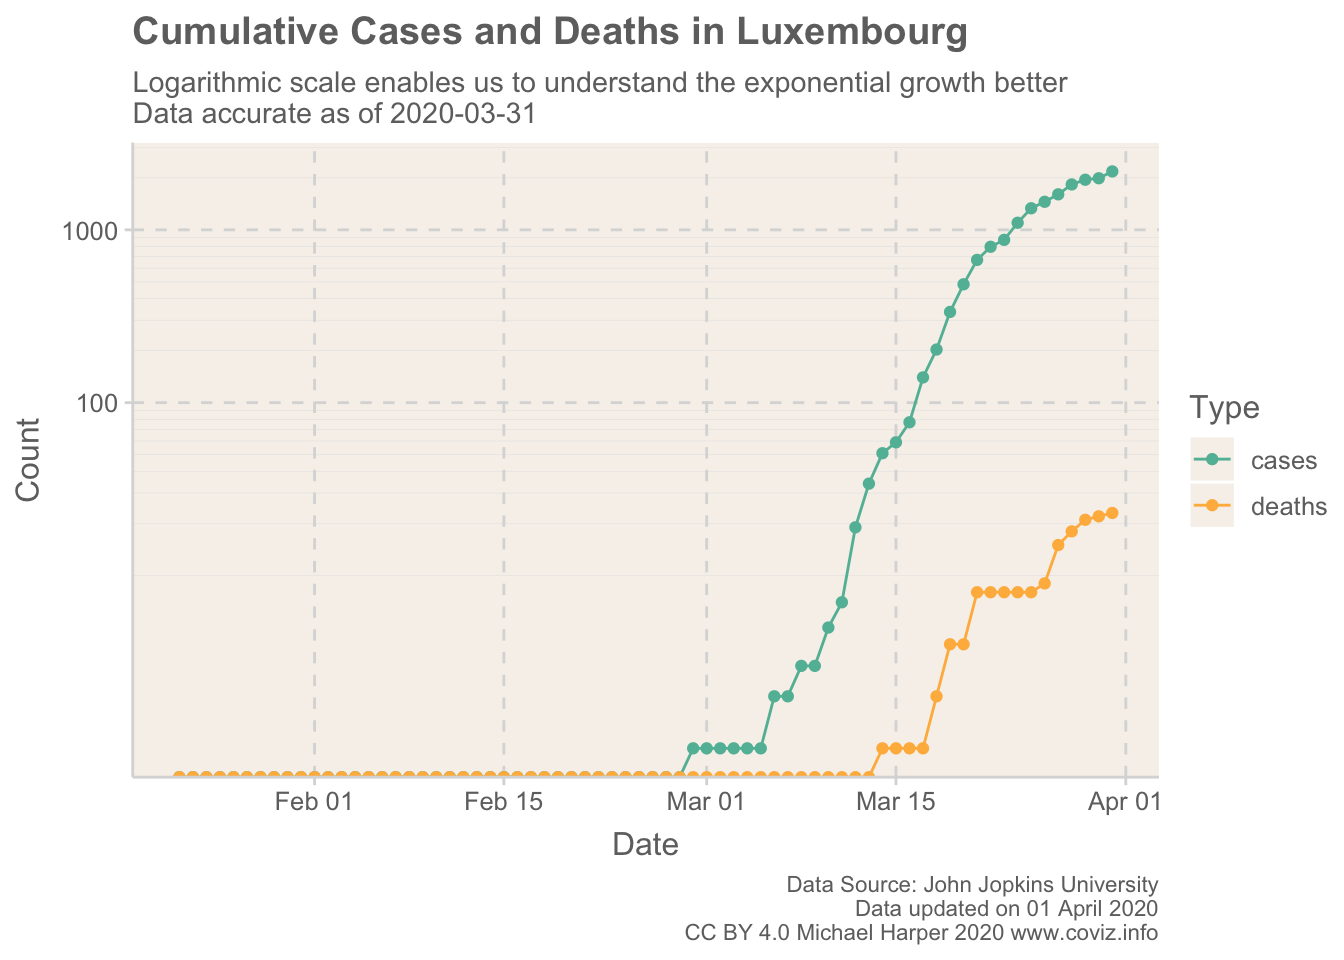 Cumulative Cases and Deaths in Luxembourg
Logarithmic scale enables us to understand the exponential growth better
Data accurate as of 2020-03-31
1000
100
Count
Feb 01
Feb 15
Mar 01
Mar 15
Apr 01
Date
Type
cases
deaths
Data Source: John Jopkins University
Data updated on 01 April 2020
CC BY 4.0 Michael Harper 2020 www.coviz.info